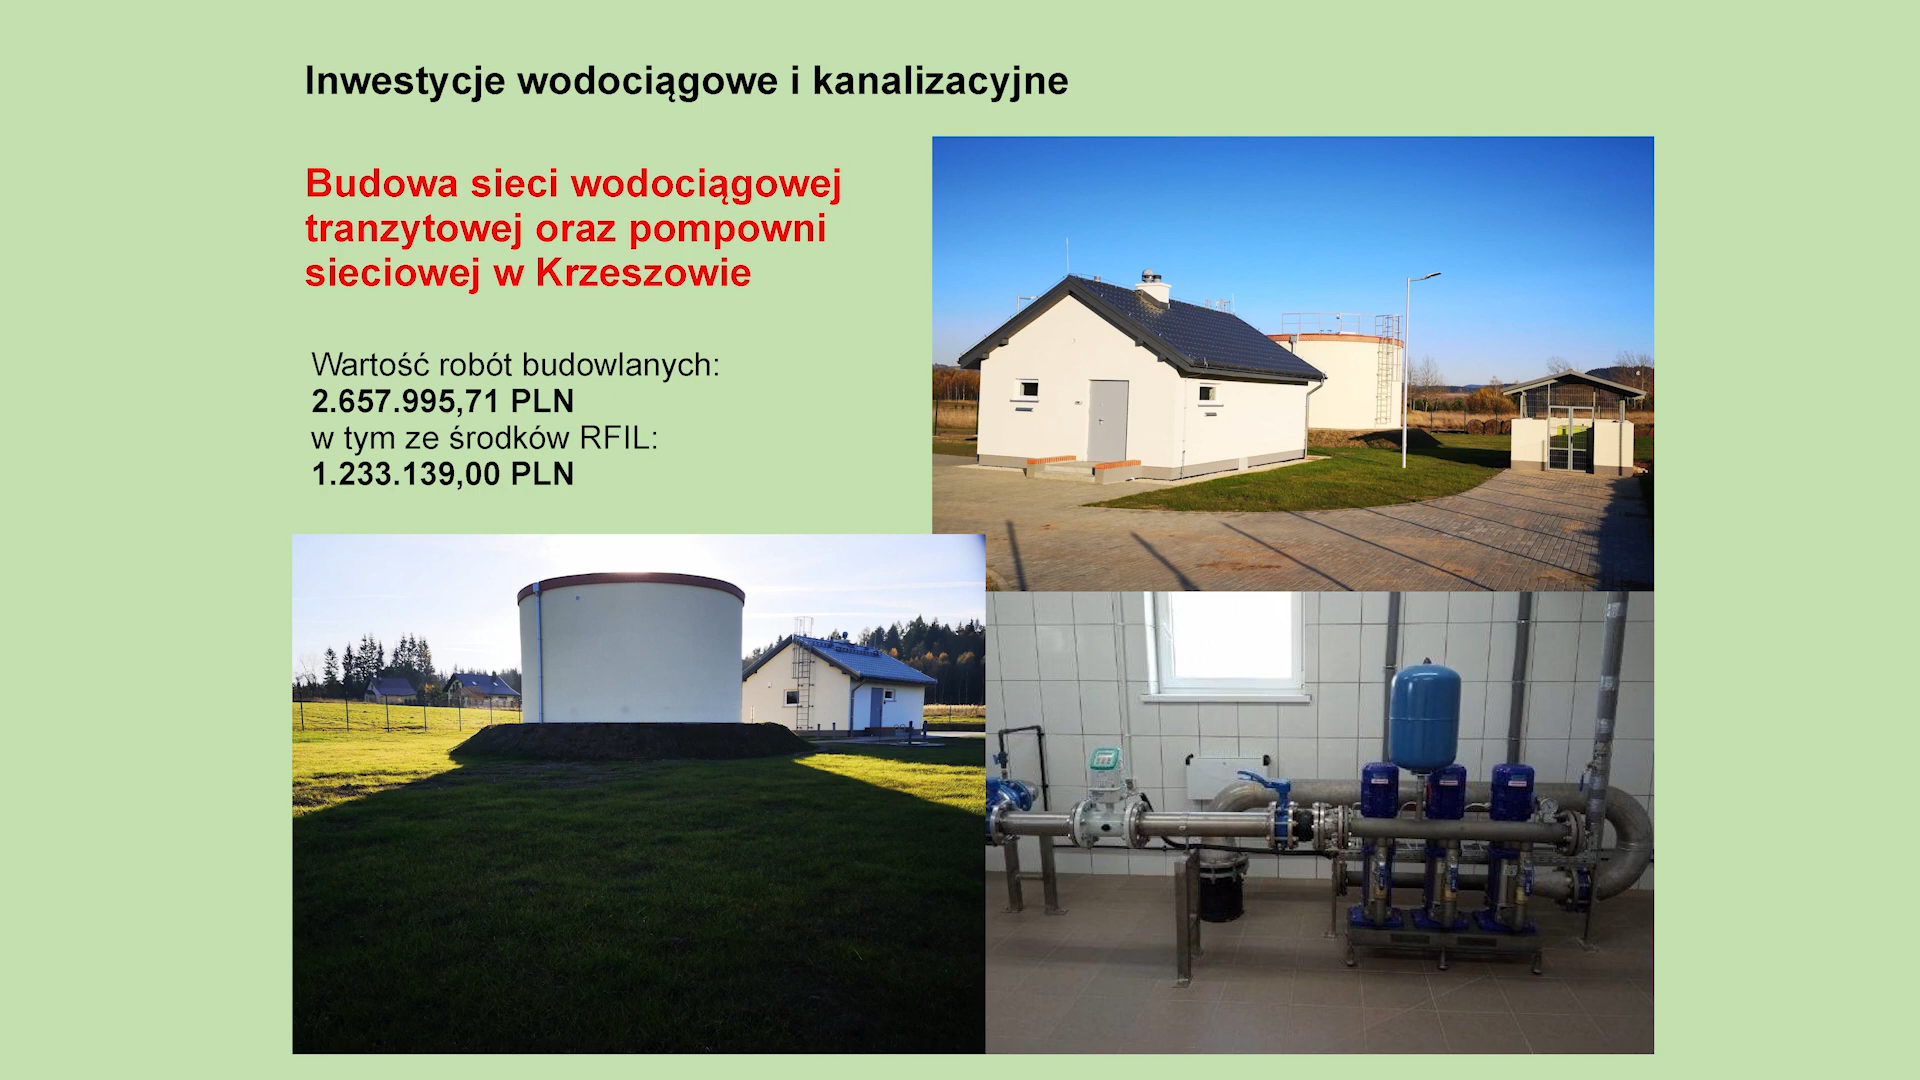 Inwestycje wodociągowe i kanalizacyjne
Budowa sieci wodociągowej
tranzytowej oraz pompowni
sieciowej w Krzeszowie
Wartość robót budowlanych:
2.657.995,71 PLN
w tym ze środków RFIL:
1.233.139,00 PLN